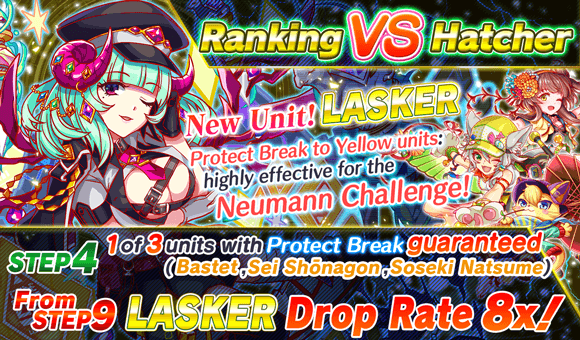 Ranking VS Hatcher
New Unit! LASKER
Protect Break to Yellow units:
highly effective for the
Neumann Challenge!
STEP4 1 of 3 units with Protect Break guaranteed
(Bastet, Sei Shōnagon, Soseki Natsume)
From STEP9 LASKER Drop Rate 8x!